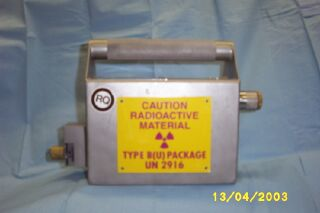 RQ
CAUTION
RADIOACTIVE
MATERIAL
TYPE B(U) PACKAGE
UN 2916
13/04/2003